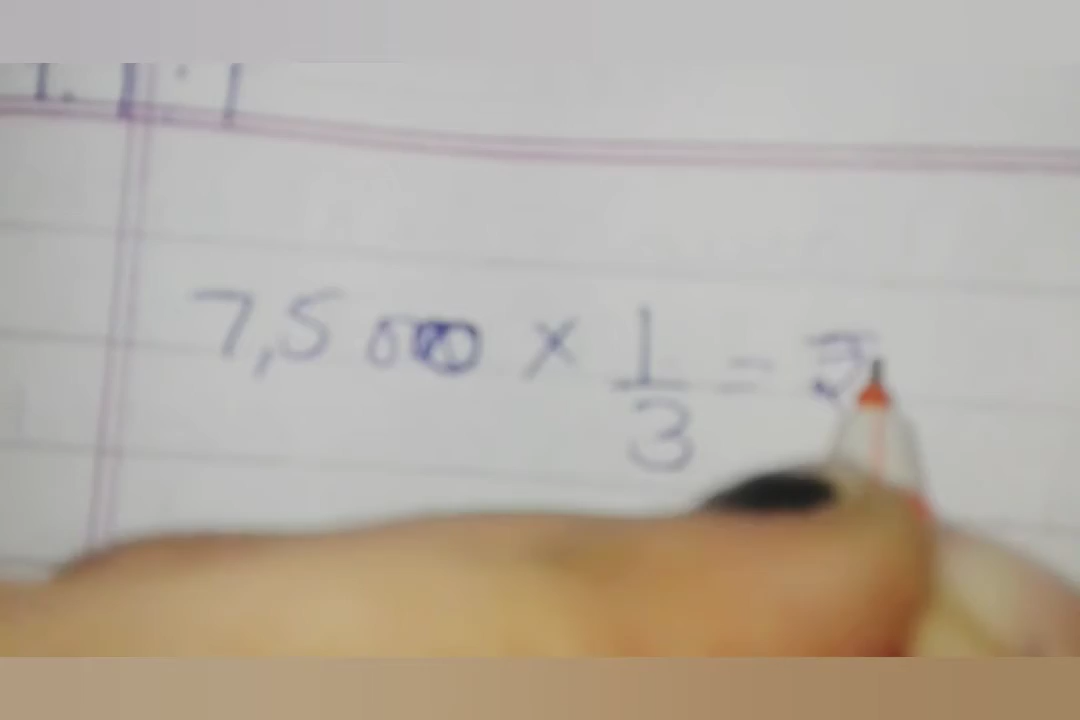 7,500 × 1/3 =